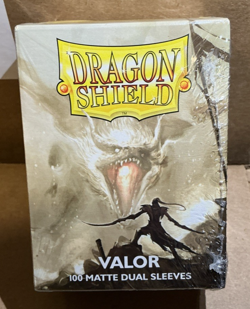 DRAGON
SHIELD
VALOR
100 MATTE DUAL SLEEVES